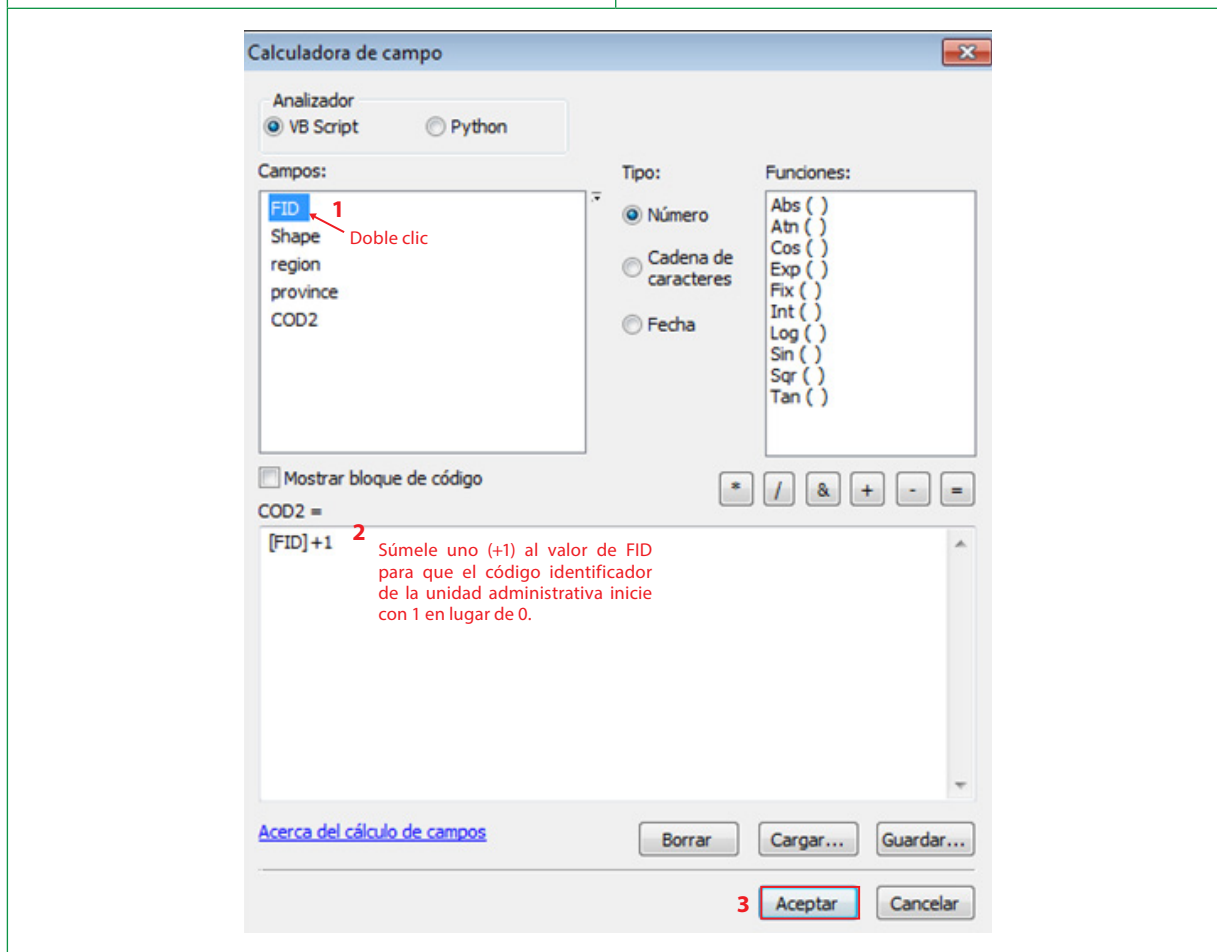 Calculadora de campo
Analizador
VB Script
Python
Campos:
Tipo:
Funciones:
FID
1
Doble clic
Shape
region
province
COD2
Número
Cadena de
caracteres
Fecha
Abs ( )
Atn ( )
Cos ( )
Exp ( )
Fix ( )
Int ( )
Log ( )
Sin ( )
Sqr ( )
Tan ( )
Mostrar bloque de código
* / & + - =
COD2 =
[FID] +1
2
Súmele uno (+1) al valor de FID
para que el código identificador
de la unidad administrativa inicie
con 1 en lugar de 0.
Acerca del cálculo de campos
Borrar
Cargar...
Guardar...
3
Aceptar
Cancelar